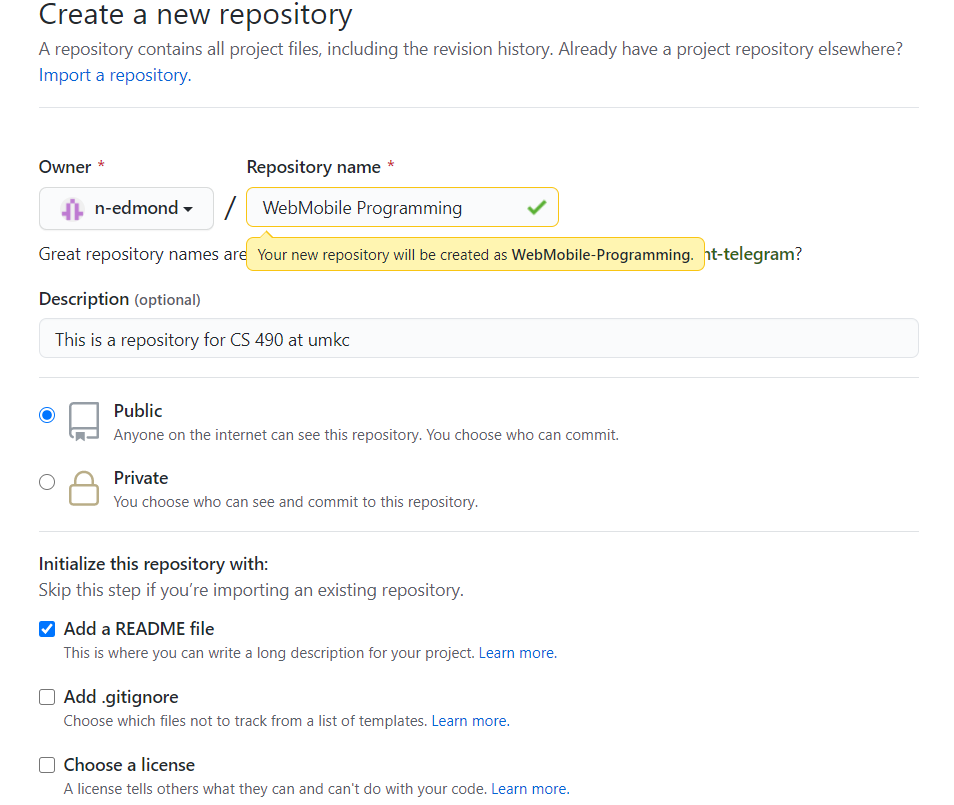 Create a new repository
A repository contains all project files, including the revision history. Already have a project repository elsewhere?
Import a repository.
Owner * Repository name *
n-edmond / WebMobile Programming
Great repository names are
Your new repository will be created as WebMobile-Programming.
nt-telegram?
Description (optional)
This is a repository for CS 490 at umkc
Public
Anyone on the internet can see this repository. You choose who can commit.
Private
You choose who can see and commit to this repository.
Initialize this repository with:
Skip this step if you’re importing an existing repository.
Add a README file
This is where you can write a long description for your project. Learn more.
Add .gitignore
Choose which files not to track from a list of templates. Learn more.
Choose a license
A license tells others what they can and can't do with your code. Learn more.